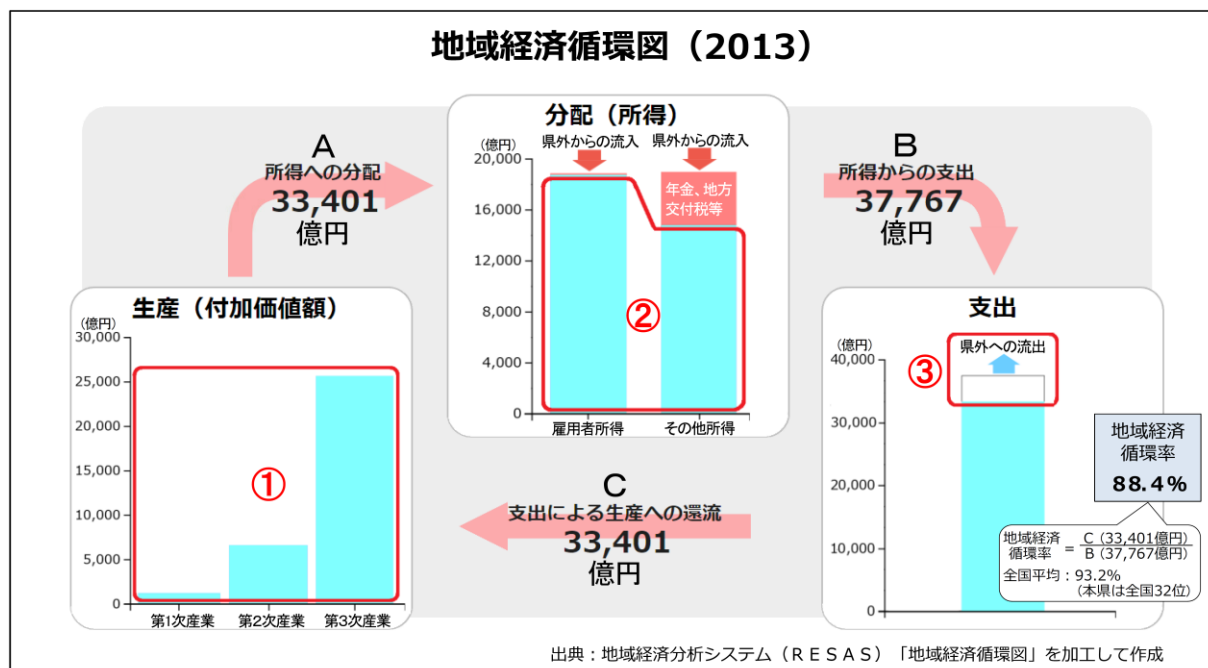 地域経済循環図（2013）
A
所得への分配
33,401
億円
分配（所得）
（億円）
県外からの流入
県外からの流入
20,000
16,000
12,000
8,000
4,000
0
年金、地方
交付税等
②
雇用者所得
その他所得
B
所得からの支出
37,767
億円
生産（付加価値額）
（億円）
30,000
25,000
20,000
15,000
10,000
5,000
0
①
第1次産業
第2次産業
第3次産業
C
支出による生産への還流
33,401
億円
支出
（億円）
県外への流出
③
40,000
30,000
20,000
10,000
0
地域経済
循環率
88.4%
地域経済
循環率
=
C（33,401億円）
B（37,767億円）
全国平均：93.2%
（本県は全国32位）
出典：地域経済分析システム（ＲＥＳＡＳ）「地域経済循環図」を加工して作成